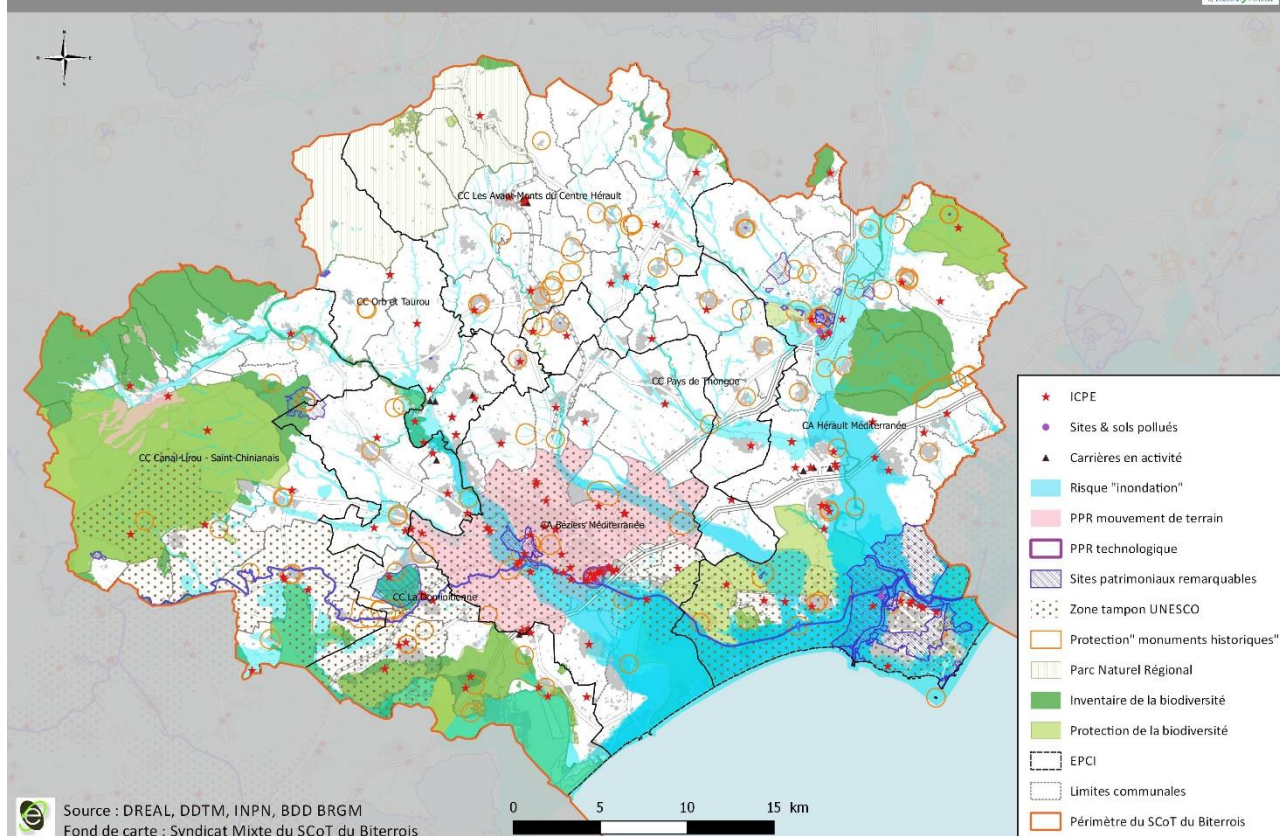 N
E
CC Les Avant-Monts du Centre Hérault
CC Orb et Taurou
CC Pays de Thongue
CA Hérault Méditerranée
CC Canal-Lirou - Saint-Chinianais
CA Béziers Méditerranée
CC La Domitienne
ICPE
Sites & sols pollués
Carrières en activité
Risque "inondation"
PPR mouvement de terrain
PPR technologique
Sites patrimoniaux remarquables
Zone tampon UNESCO
Protection" monuments historiques"
Parc Naturel Régional
Inventaire de la biodiversité
Protection de la biodiversité
EPCI
Limites communales
Périmètre du SCoT du Biterrois
e
Source : DREAL, DDTM, INPN, BDD BRGM
Fond de carte : Syndicat Mixte du SCoT du Biterrois
0 5 10 15 km